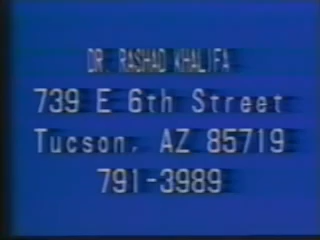 DR. RASHAD KHALIFA
739 E 6th Street
Tucson, AZ 85719
791-3989